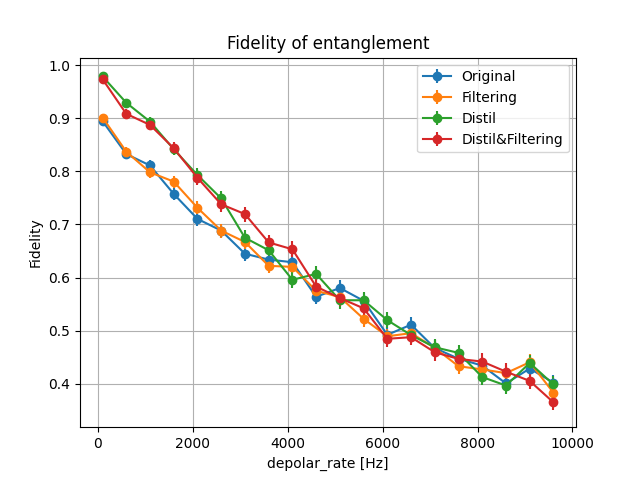 Fidelity of entanglement
Original
Filtering
Distil
Distil&Filtering
Fidelity
1.0
0.9
0.8
0.7
0.6
0.5
0.4
0
2000
4000
6000
8000
10000
depolar_rate [Hz]